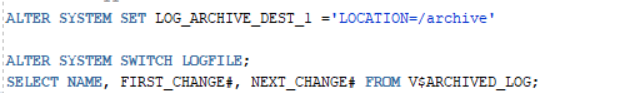 ALTER SYSTEM SET LOG_ARCHIVE_DEST_1 ='LOCATION=/archive'
ALTER SYSTEM SWITCH LOGFILE;
SELECT NAME, FIRST_CHANGE#, NEXT_CHANGE# FROM V$ARCHIVED_LOG;